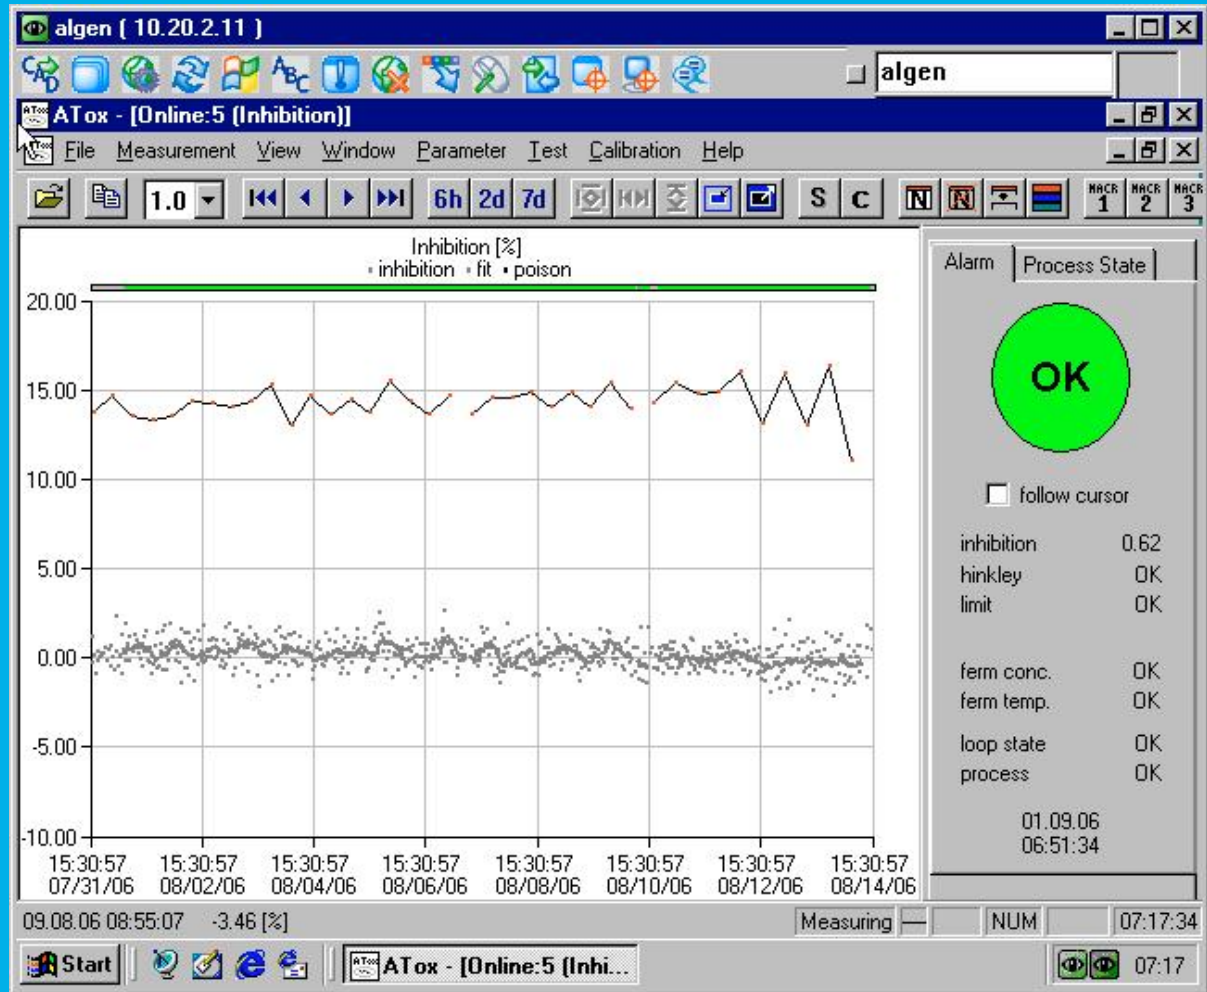 algen ( 10.20.2.11 )
CAD ABC algen
ATox - [Online:5 (Inhibition)]
File Measurement View Window Parameter Test Calibration Help
1.0 6h 2d 7d S C N N MACR 1 MACR 2 MACR 3
Inhibition [%]
inhibition fit poison
20.00
15.00
10.00
5.00
0.00
-5.00
-10.00
15:30:57 15:30:57 15:30:57 15:30:57 15:30:57 15:30:57 15:30:57 15:30:57
07/31/06 08/02/06 08/04/06 08/06/06 08/08/06 08/10/06 08/12/06 08/14/06
Alarm Process State
OK
follow cursor
inhibition 0.62
hinkley OK
limit OK
ferm conc. OK
ferm temp. OK
loop state OK
process OK
01.09.06
06:51:34
09.08.06 08:55:07 -3.46 [%] Measuring NUM 07:17:34
Start ATox - [Online:5 (Inhi... 07:17